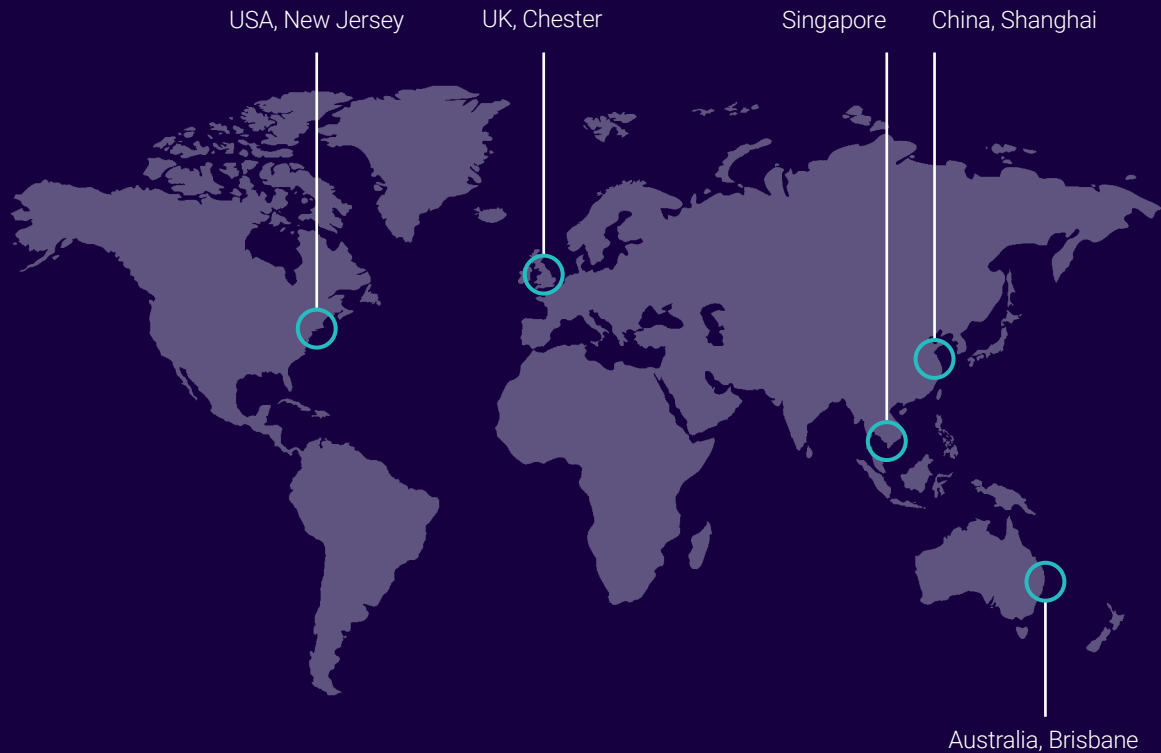 USA, New Jersey
UK, Chester
Singapore
China, Shanghai
Australia, Brisbane